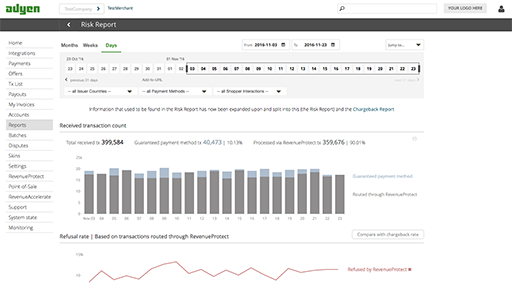 adyen
TestCompany
TestMerchant
YOUR LOGO HERE
Risk Report
Home
Integrations
Payments
Offers
Tx List
Payouts
My Invoices
Accounts
Reports
Batches
Disputes
Skins
Settings
RevenueProtect
Point of Sale
RevenueAccelerate
Support
System state
Monitoring
Months Weeks Days
From 2016-11-03 To 2016-11-23 Jump to...
23 Oct '16 01 Nov '16
23 24 25 26 27 28 29 30 31 01 02 03 04 05 06 07 08 09 10 11 12 13 14 15 16 17 18 19 20 21 22 23
previous 31 days Add to URL
-- all Issuer Countries -- all Payment Methods -- all Shopper Interactions --
Information that used to be found in the Risk Report has now been expanded upon and split into this (the Risk Report) and the Chargeback Report
Received transaction count
Total received tx 399,584 Guaranteed payment method tx 40,473 | 10.13% Processed via RevenueProtect 359,676 | 90.01%
20
15
10
5
0
Guaranteed payment method
Routed through RevenueProtect
Nov 03 04 05 06 07 08 09 10 11 12 13 14 15 16 17 18 19 20 21 22 23
Refusal rate | Based on transactions routed through RevenueProtect
Compare with chargeback rate
Refused by RevenueProtect